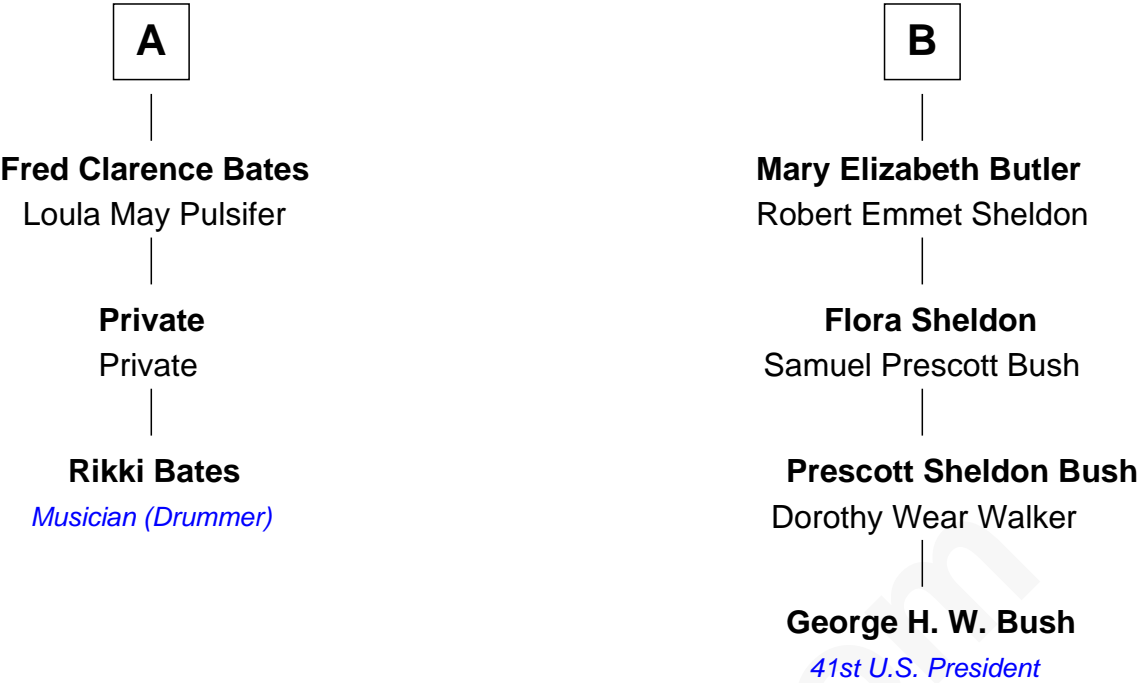 A
B
Fred Clarence Bates
Loula May Pulsifer
Mary Elizabeth Butler
Robert Emmet Sheldon
Private
Private
Flora Sheldon
Samuel Prescott Bush
Rikki Bates
Musician (Drummer)
Prescott Sheldon Bush
Dorothy Wear Walker
George H. W. Bush
41st U.S. President